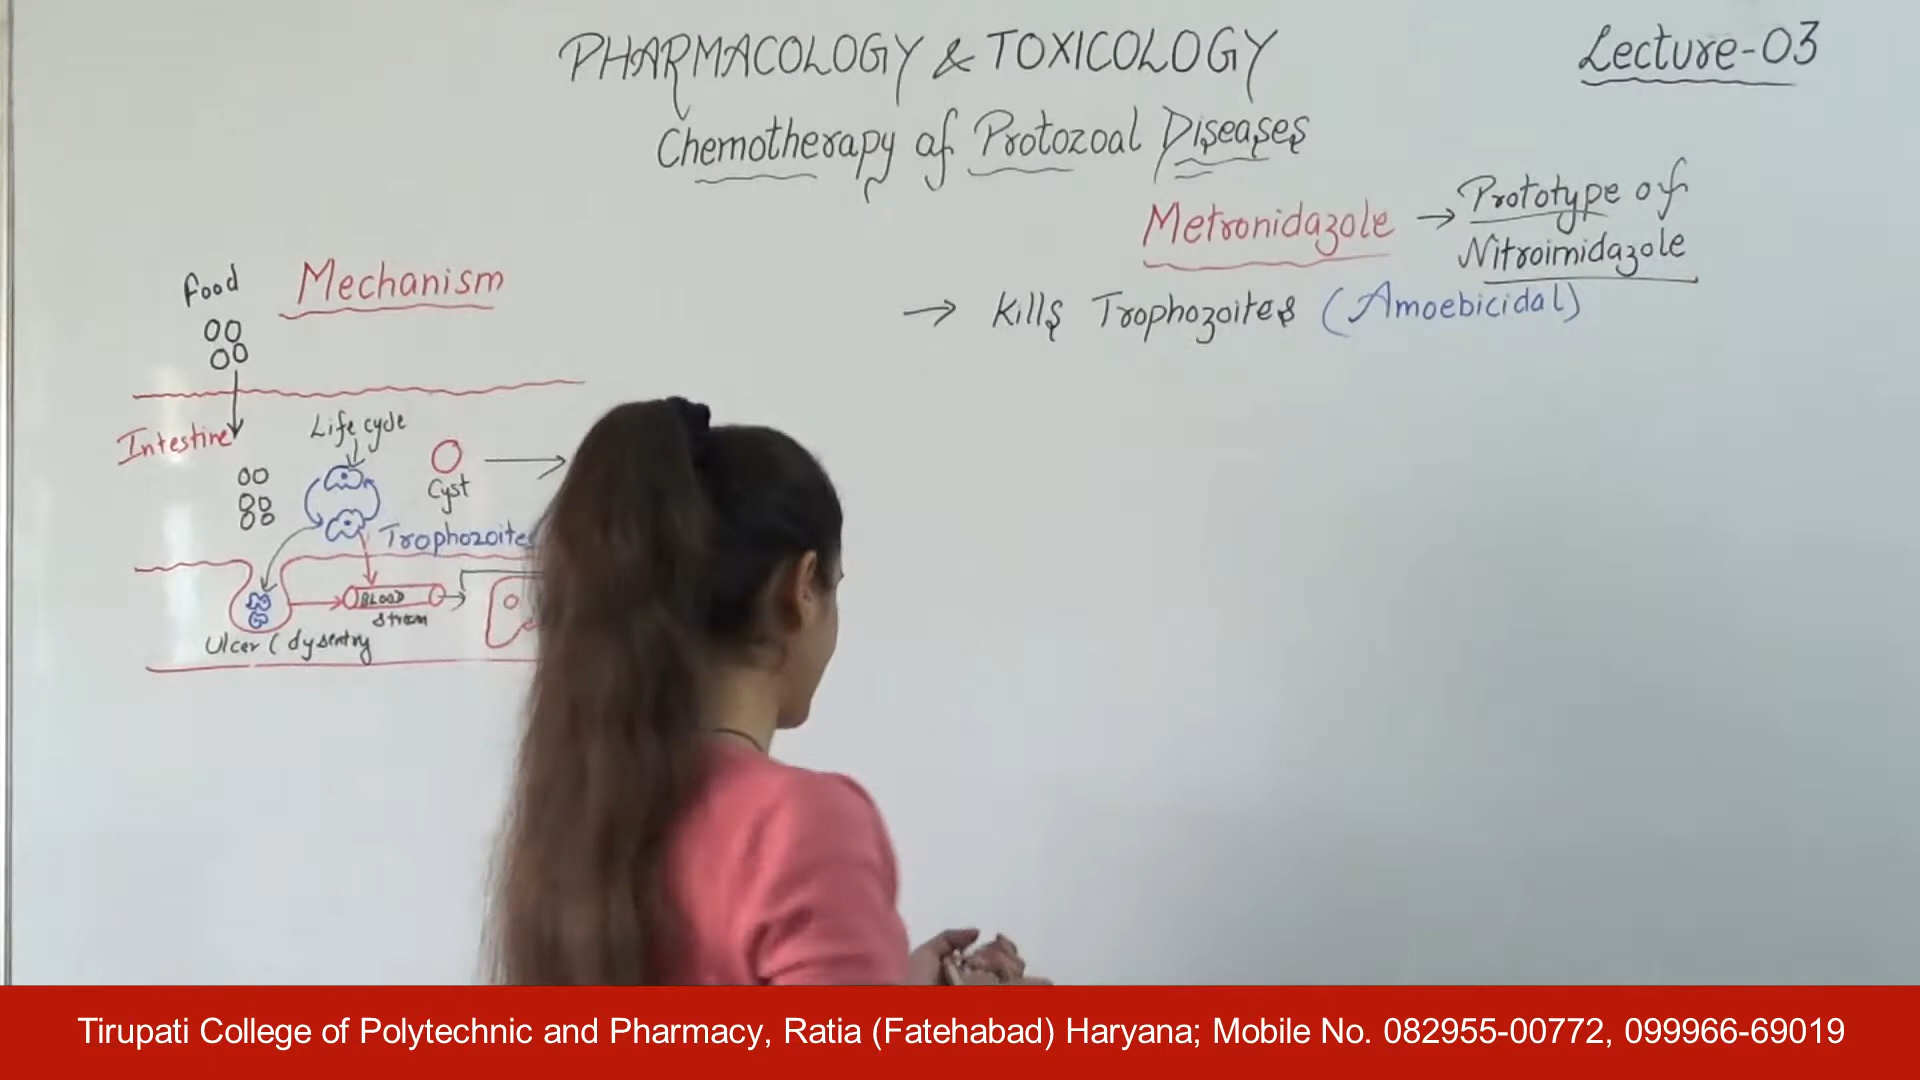 PHARMACOLOGY & TOXICOLOGY
Lecture-03
Chemotherapy of Protozoal Diseases
Metronidazole → Prototype of
Nitroimidazole
→ Kills Trophozoites (Amoebicidal)
food
Mechanism
Intestine
Life cycle
Cyst
Trophozoites
BLOOD
stream
Ulcer ( dysentry
Tirupati College of Polytechnic and Pharmacy, Ratia (Fatehabad) Haryana; Mobile No. 082955-00772, 099966-69019